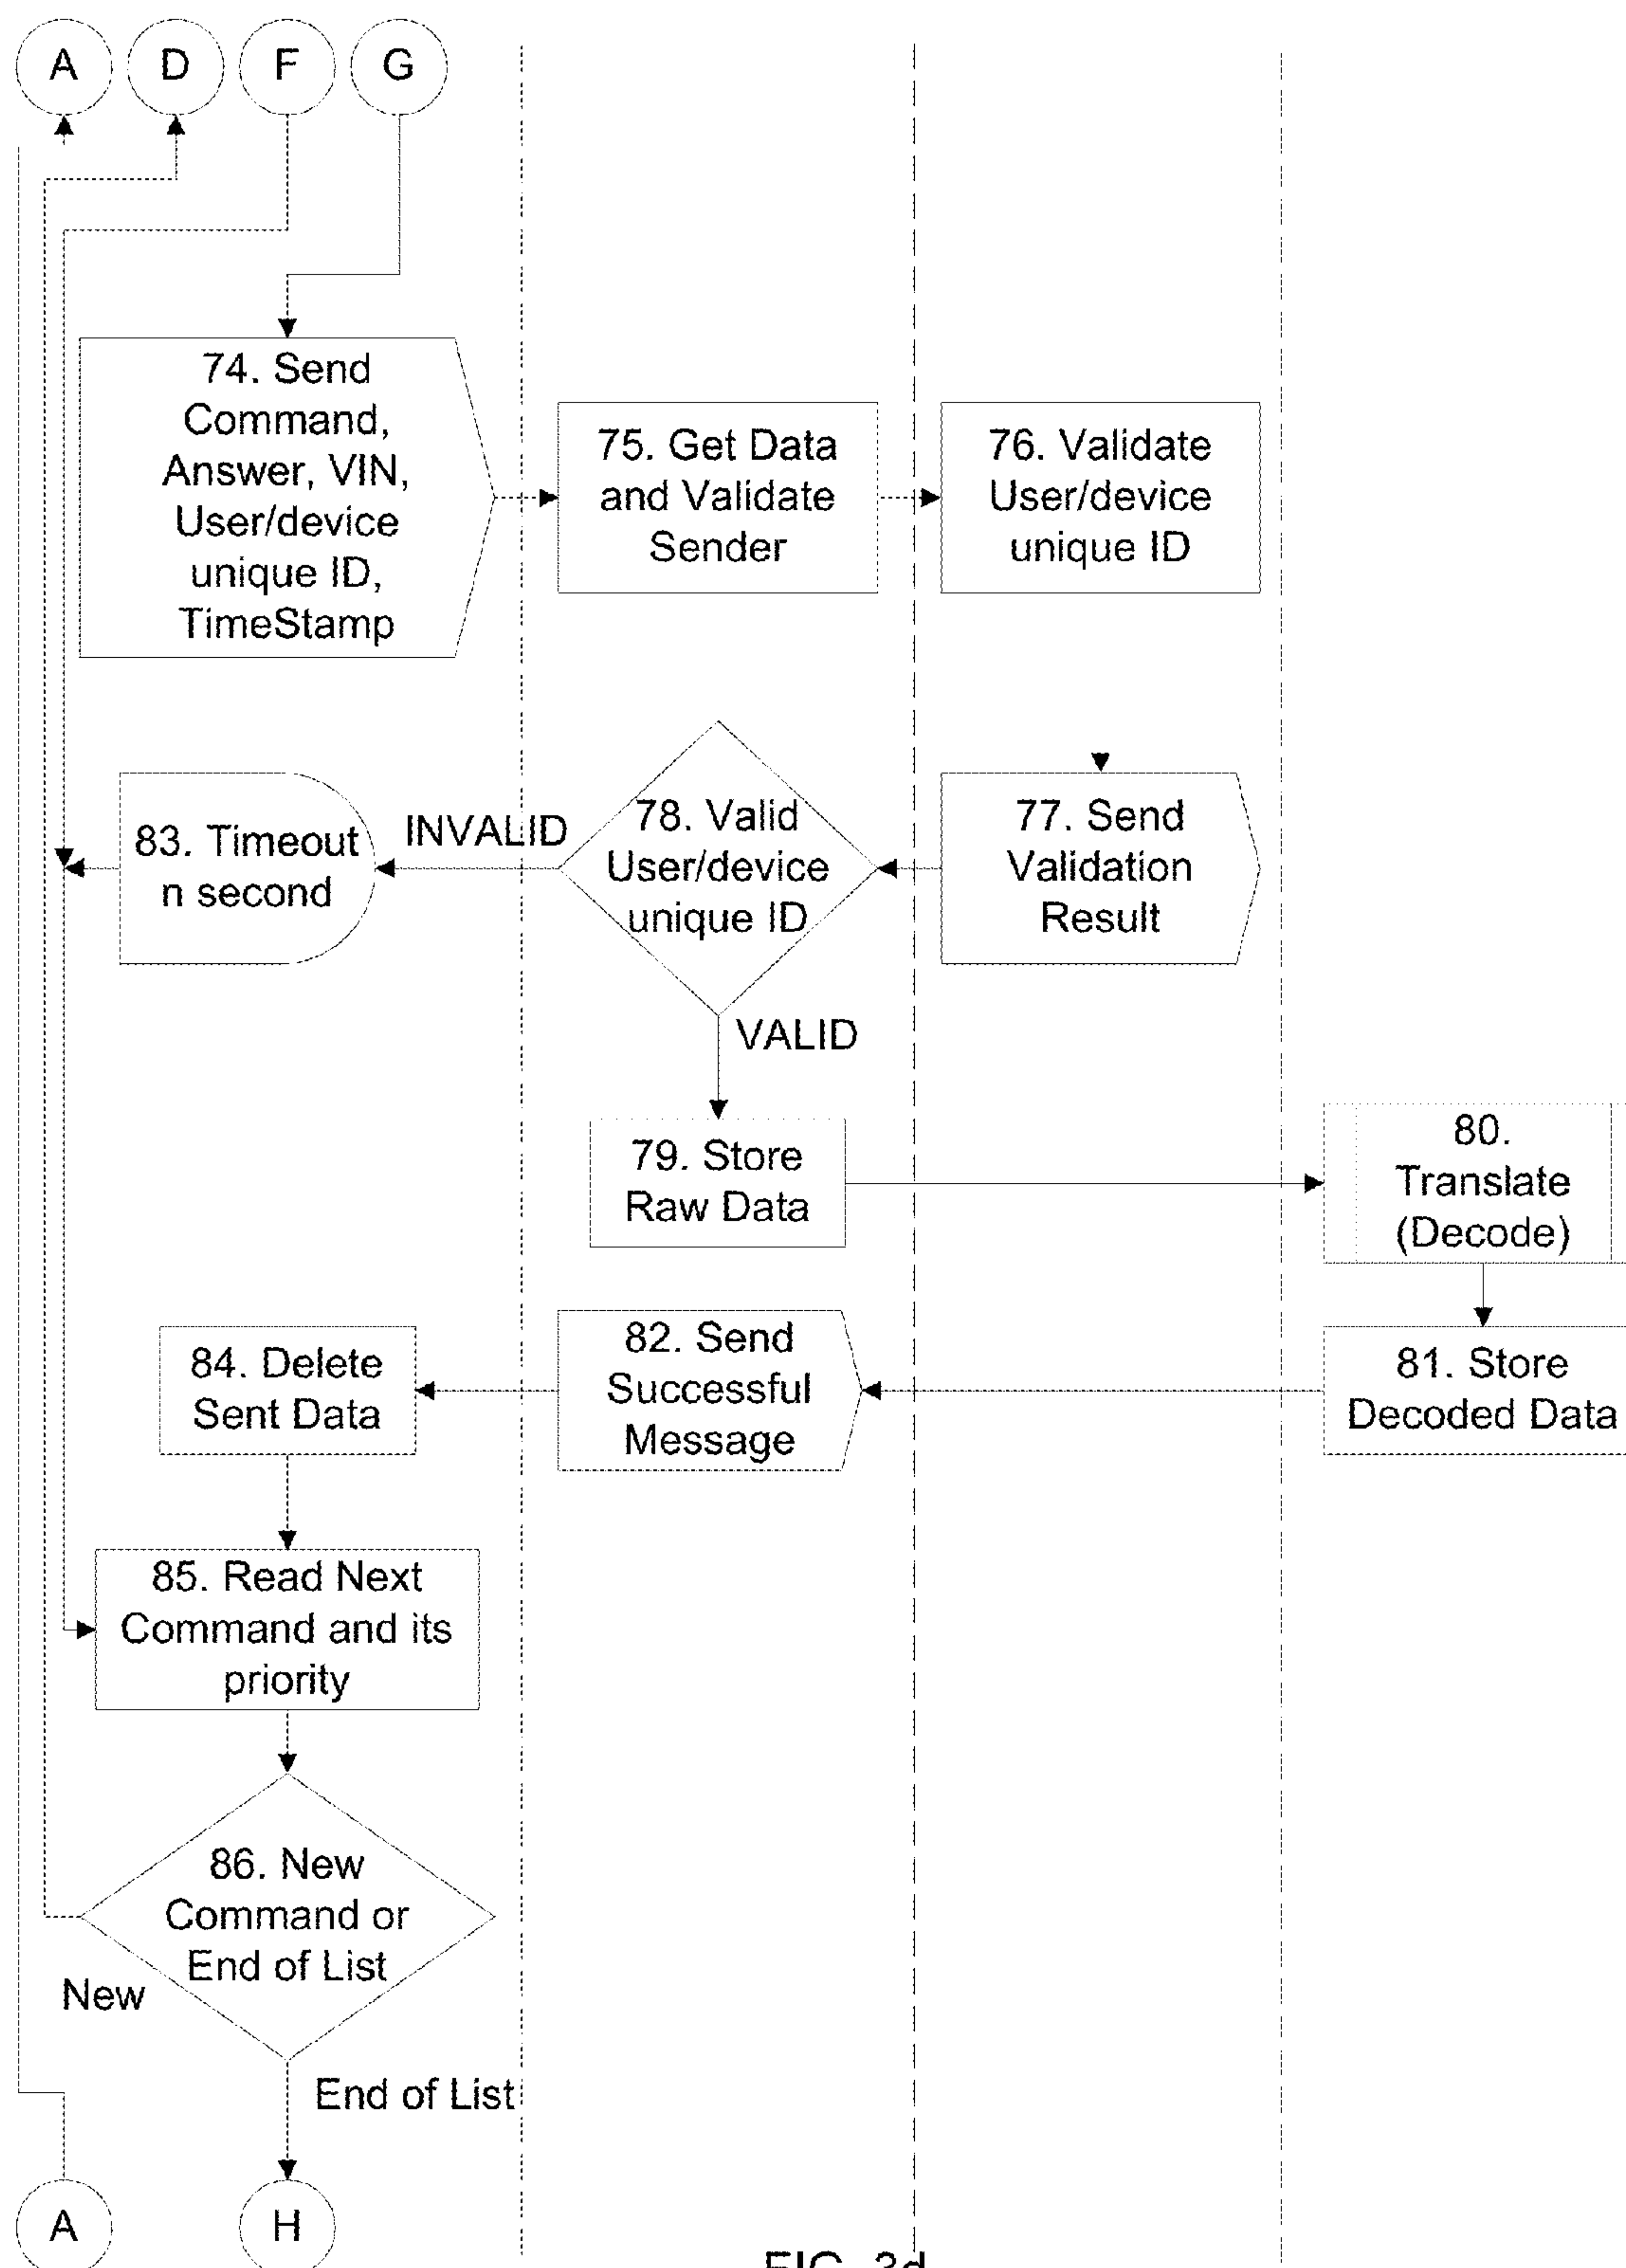 A D F G
74. Send
Command,
Answer, VIN,
User/device
unique ID,
TimeStamp
75. Get Data
and Validate
Sender
76. Validate
User/device
unique ID
83. Timeout
n second
INVALID
78. Valid
User/device
unique ID
77. Send
Validation
Result
VALID
79. Store
Raw Data
80.
Translate
(Decode)
84. Delete
Sent Data
82. Send
Successful
Message
81. Store
Decoded Data
85. Read Next
Command and its
priority
86. New
Command or
End of List
New
End of List
A H
FIG. 3d